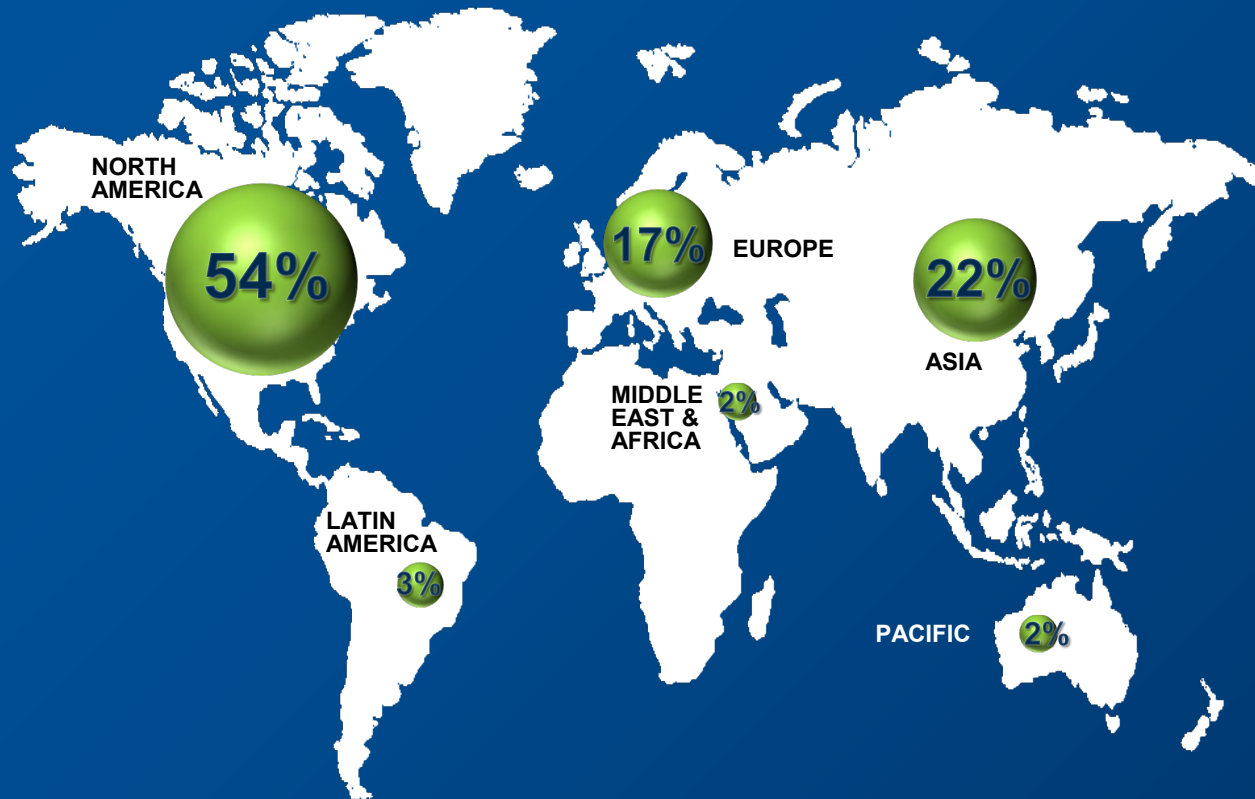 NORTH
AMERICA
54%
17%
EUROPE
22%
ASIA
MIDDLE
EAST &
AFRICA
2%
LATIN
AMERICA
3%
PACIFIC
2%